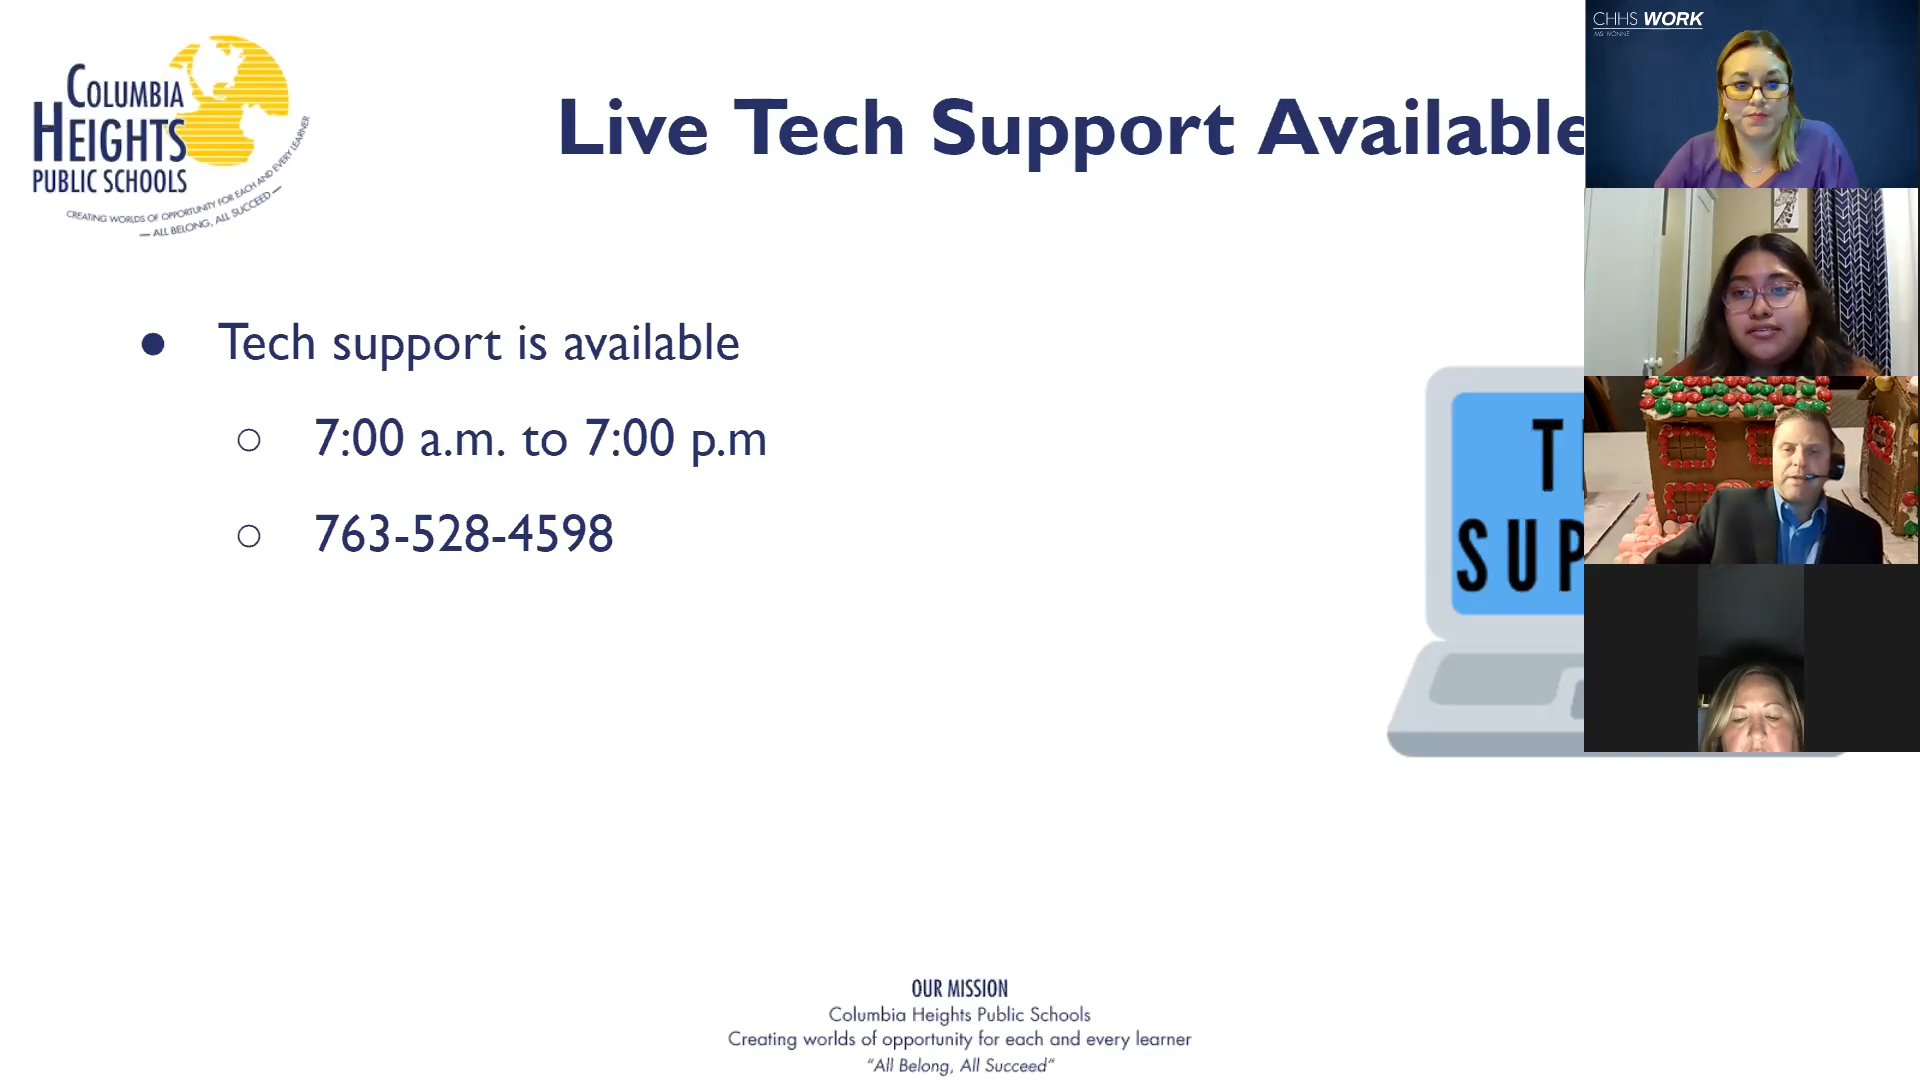 COLUMBIA
HEIGHTS
PUBLIC SCHOOLS
CREATING WORLDS OF OPPORTUNITY FOR EACH AND EVERY LEARNER
— ALL BELONG, ALL SUCCEED —
Live Tech Support Available
CHHS WORK
● Tech support is available
○ 7:00 a.m. to 7:00 p.m
○ 763-528-4598
T
SUP
OUR MISSION
Columbia Heights Public Schools
Creating worlds of opportunity for each and every learner
“All Belong, All Succeed”